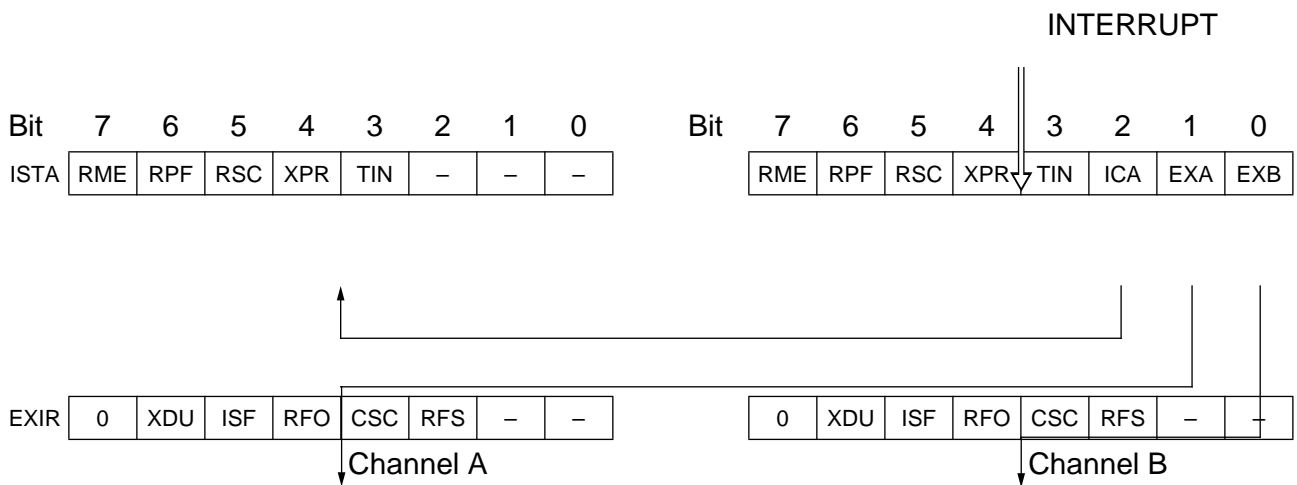 INTERRUPT
Bit 7 6 5 4 3 2 1 0 Bit 7 6 5 4 3 2 1 0
ISTA RME RPF RSC XPR TIN – – – RME RPF RSC XPR TIN ICA EXA EXB
EXIR 0 XDU ISF RFO CSC RFS – – 0 XDU ISF RFO CSC RFS – –
Channel A Channel B